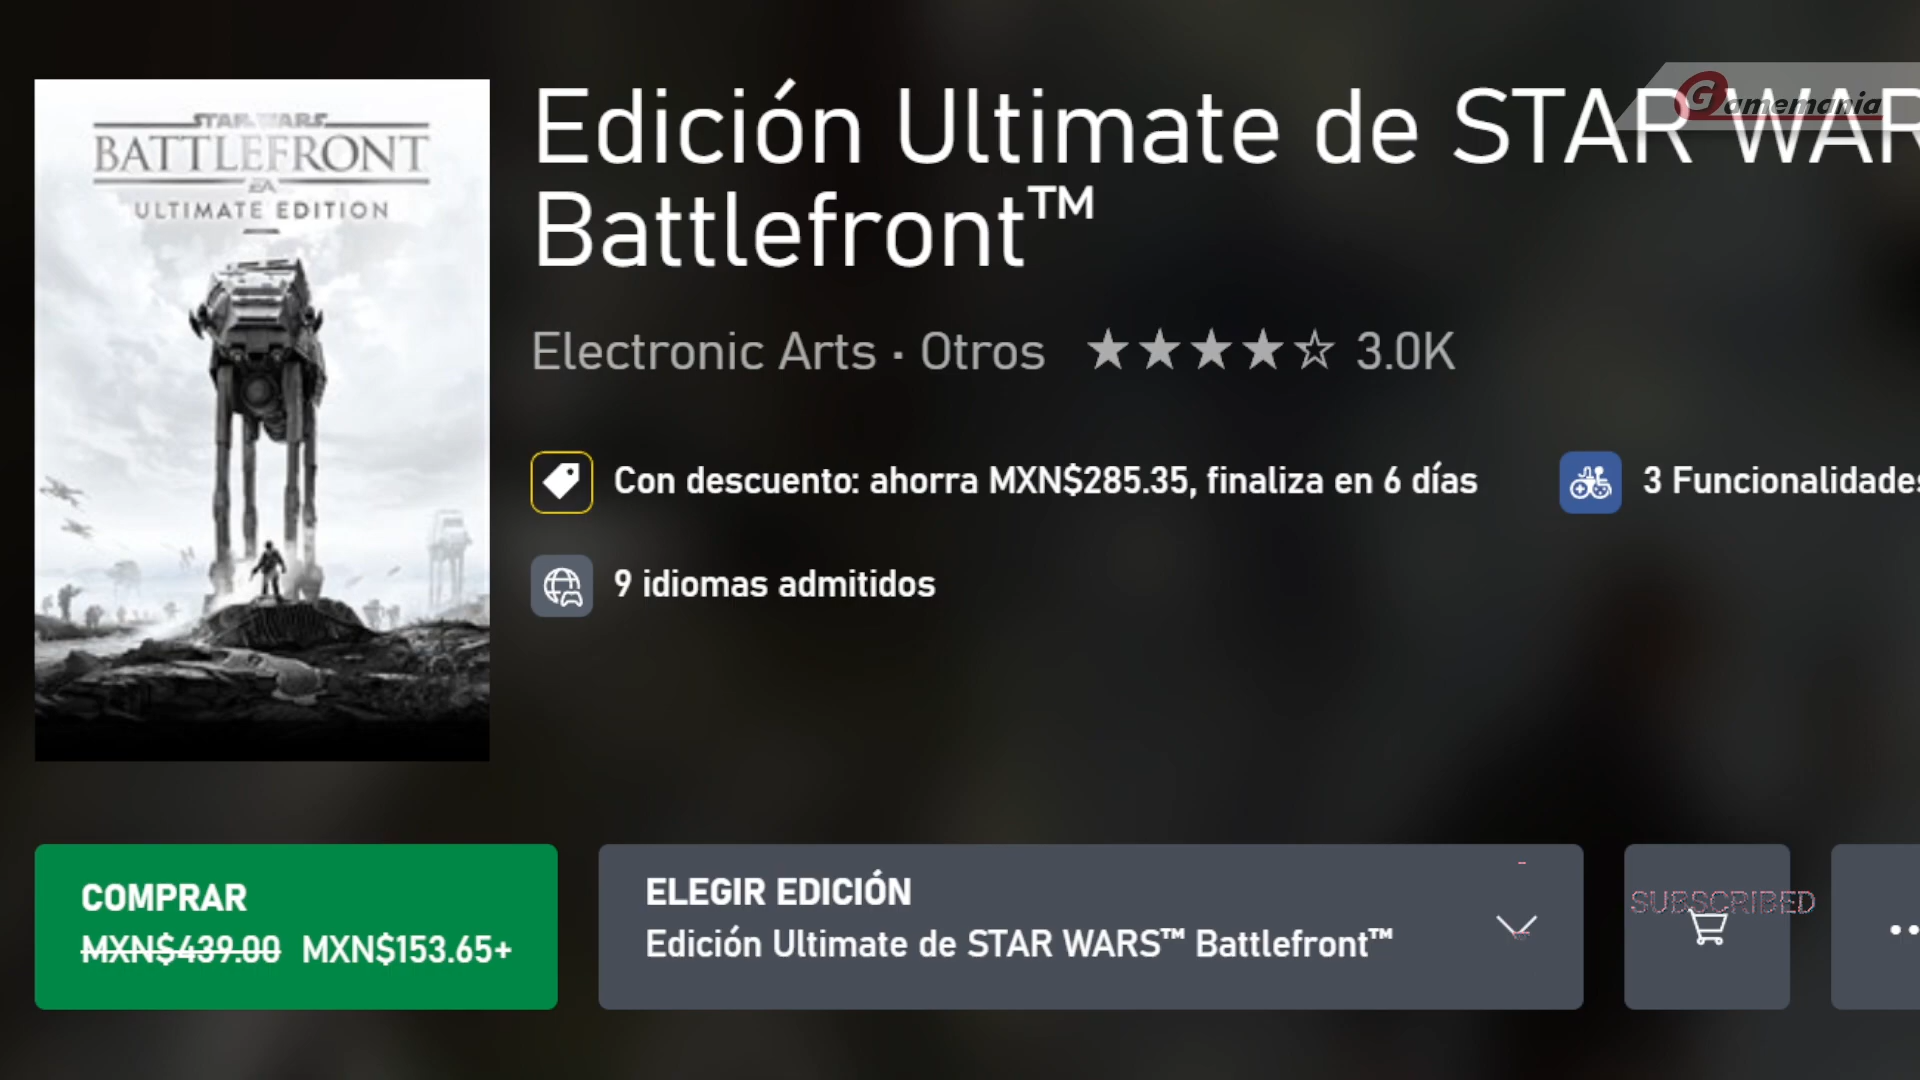 STAR WARS
BATTLEFRONT
EA
ULTIMATE EDITION
Edición Ultimate de STAR WAR
Battlefront™
Gamemania
Electronic Arts · Otros ★★★★☆ 3.0K
Con descuento: ahorra MXN$285.35, finaliza en 6 días
3 Funcionalidades
9 idiomas admitidos
COMPRAR
MXN$439.00 MXN$153.65+
ELEGIR EDICIÓN
Edición Ultimate de STAR WARS™ Battlefront™
SUBSCRIBED